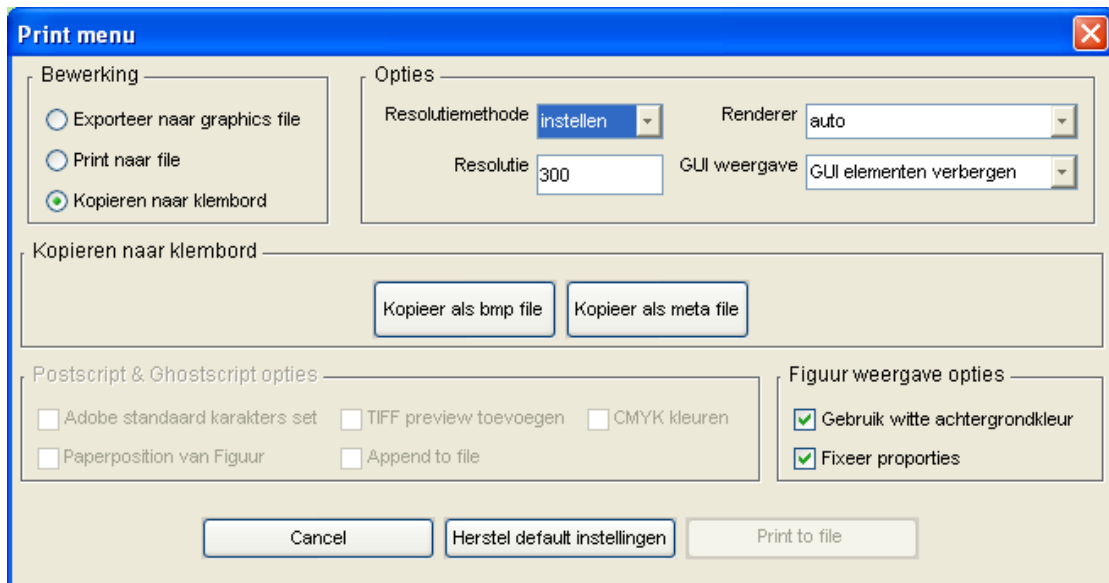 Print menu
Bewerking
Exporteer naar graphics file
Print naar file
Kopieren naar klembord
Opties
Resolutiemethode instellen Renderer auto
Resolutie 300 GUI weergave GUI elementen verbergen
Kopieren naar klembord
Kopieer als bmp file Kopieer als meta file
Postscript & Ghostscript opties
Adobe standaard karakters set TIFF preview toevoegen CMYK kleuren
Paperposition van Figuur Append to file
Figuur weergave opties
Gebruik witte achtergrondkleur
Fixeer proporties
Cancel Herstel default instellingen Print to file